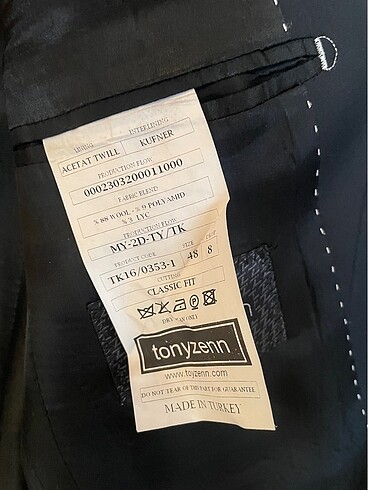 LINING INTERLINING
ACETAT TWILL KUFNER
PRODUCTION FLOW
0002303200011000
FABRIC BLEND
% 88 WOOL - % 9 POLYAMID
% 3 LYC
PRODUCTION FLOW
MY-2D-TY/TK
PRODUCT CODE SIZE
TK16/0353-1 48 8
CUTTING
CLASSIC FIT
DRY CLEAN ONLY
tonyzenn
www.toyzenn.com
DO NOT TEAR OF THIS PART FOR GUARANTEE
MADE IN TURKEY